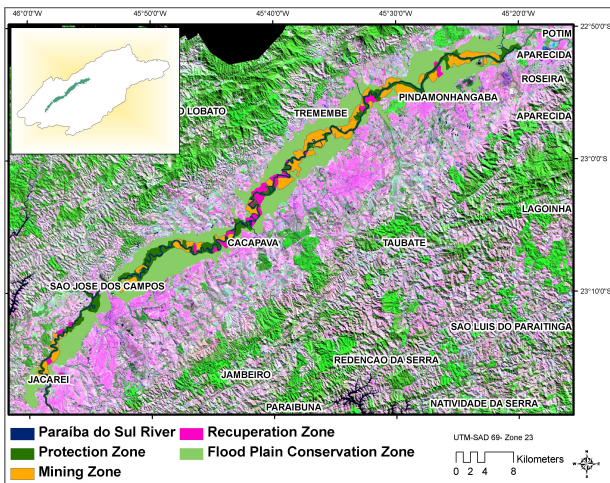 46°0'0"W 45°50'0"W 45°40'0"W 45°30'0"W 45°20'0"W
22°50'0"S
POTIM
APARECIDA
ROSEIRA
PINDAMONHANGABA
O LOBATO
TREMEMBE
APARECIDA
23°0'0"S
LAGOINHA
CACAPAVA
TAUBATE
SAO JOSE DOS CAMPOS
23°10'0"S
SAO LUIS DO PARAITINGA
REDENCAO DA SERRA
JACAREI
JAMBEIRO
PARAIBUNA
NATIVIDADE DA SERRA
Paraíba do Sul River
Recuperation Zone
Protection Zone
Flood Plain Conservation Zone
Mining Zone
UTM-SAD 69- Zone 23
Kilometers
0 2 4 8